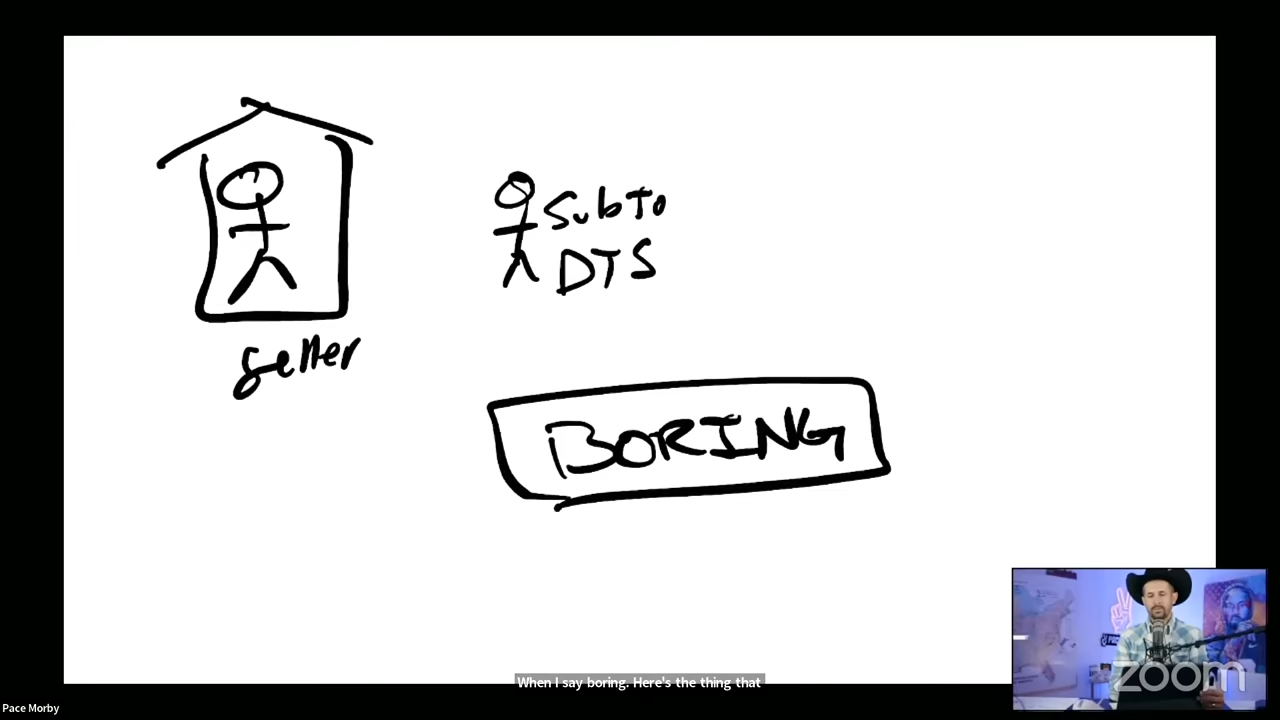 SubTo
DTS
seller
BORING
zoom
When I say boring. Here's the thing that
Pace Morby